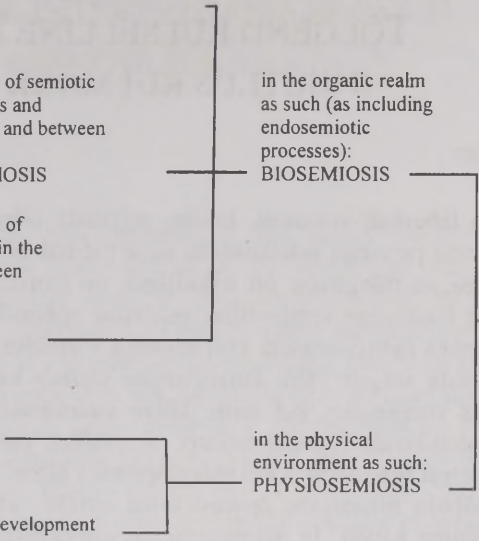 of semiotic
s and
and between
IOSIS
of
in the
een
evelopment
in the organic realm
as such (as including
endosemiotic
processes):
BIOSEMIOSIS
in the physical
environment as such:
PHYSIOSEMIOSIS